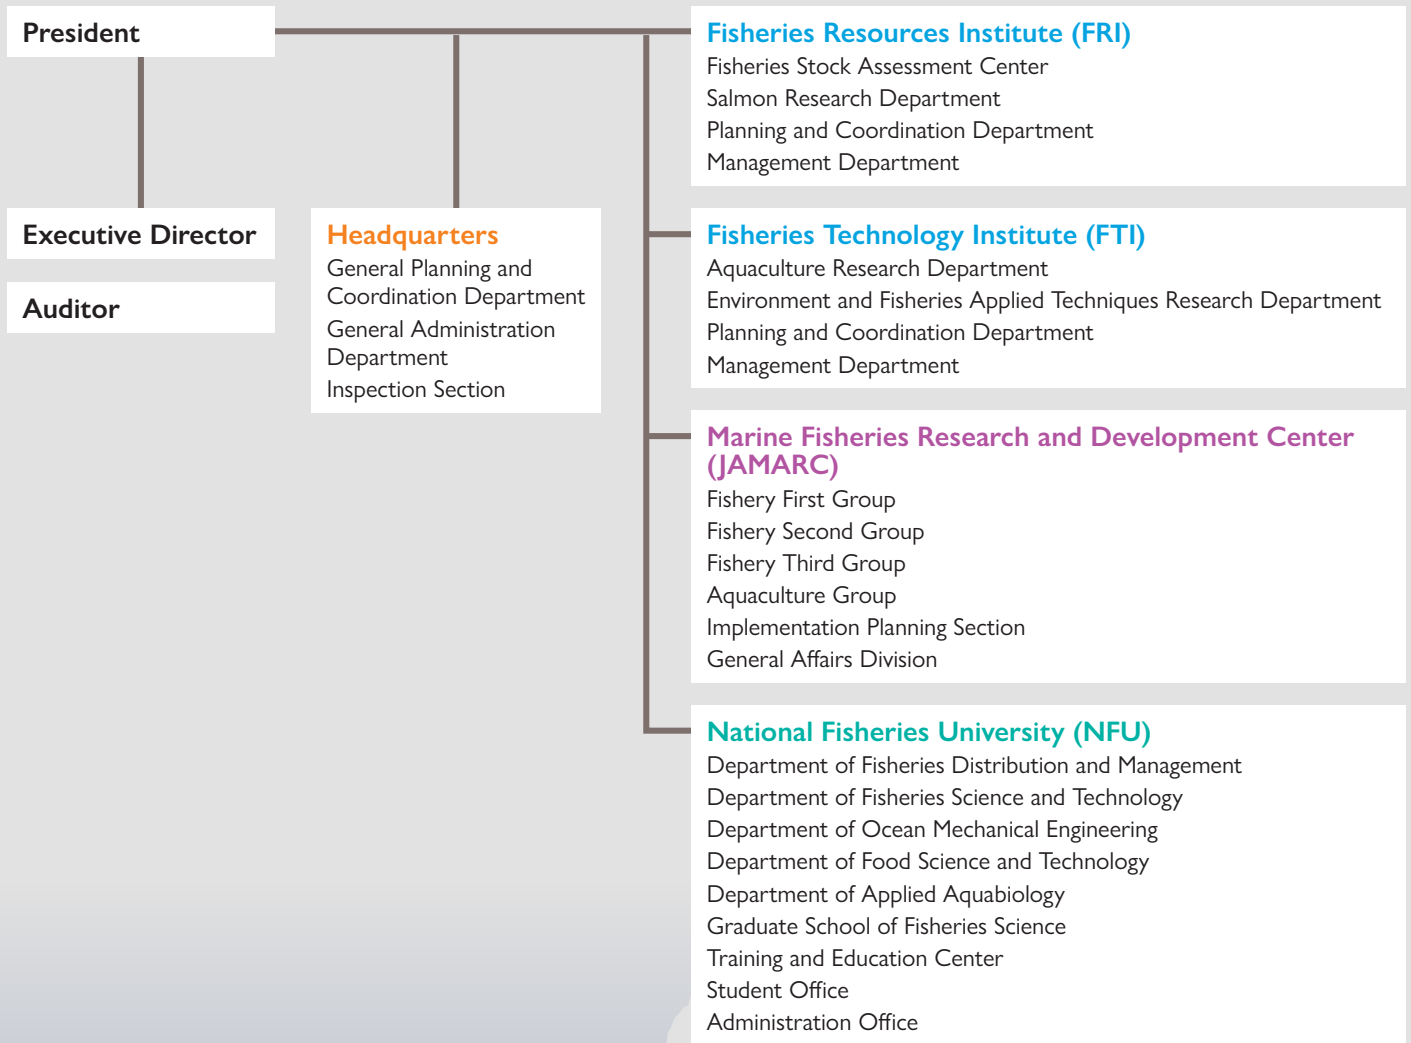 President
Executive Director
Auditor
Headquarters
General Planning and
Coordination Department
General Administration
Department
Inspection Section
Fisheries Resources Institute (FRI)
Fisheries Stock Assessment Center
Salmon Research Department
Planning and Coordination Department
Management Department
Fisheries Technology Institute (FTI)
Aquaculture Research Department
Environment and Fisheries Applied Techniques Research Department
Planning and Coordination Department
Management Department
Marine Fisheries Research and Development Center
(JAMARC)
Fishery First Group
Fishery Second Group
Fishery Third Group
Aquaculture Group
Implementation Planning Section
General Affairs Division
National Fisheries University (NFU)
Department of Fisheries Distribution and Management
Department of Fisheries Science and Technology
Department of Ocean Mechanical Engineering
Department of Food Science and Technology
Department of Applied Aquabiology
Graduate School of Fisheries Science
Training and Education Center
Student Office
Administration Office